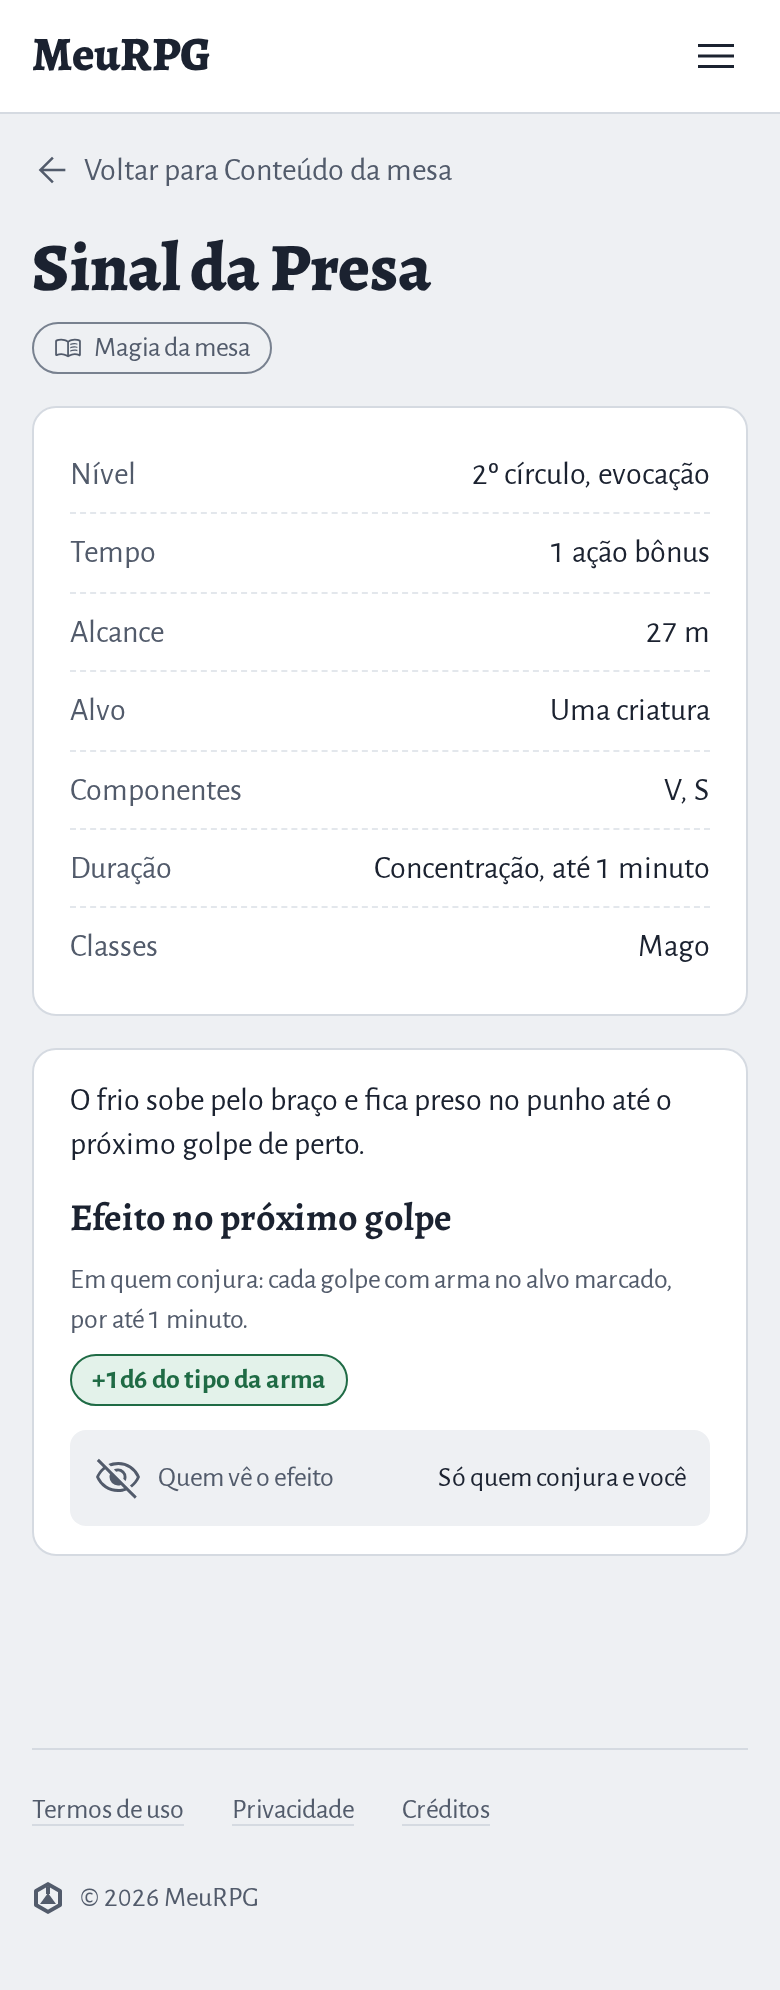 MeuRPG
Voltar para Conteúdo da mesa
Sinal da Presa
Magia da mesa
Nível 2º círculo, evocação
Tempo 1 ação bônus
Alcance 27 m
Alvo Uma criatura
Componentes V, S
Duração Concentração, até 1 minuto
Classes Mago
O frio sobe pelo braço e fica preso no punho até o
próximo golpe de perto.
Efeito no próximo golpe
Em quem conjura: cada golpe com arma no alvo marcado,
por até 1 minuto.
+1d6 do tipo da arma
Quem vê o efeito Só quem conjura e você
Termos de uso Privacidade Créditos
© 2026 MeuRPG